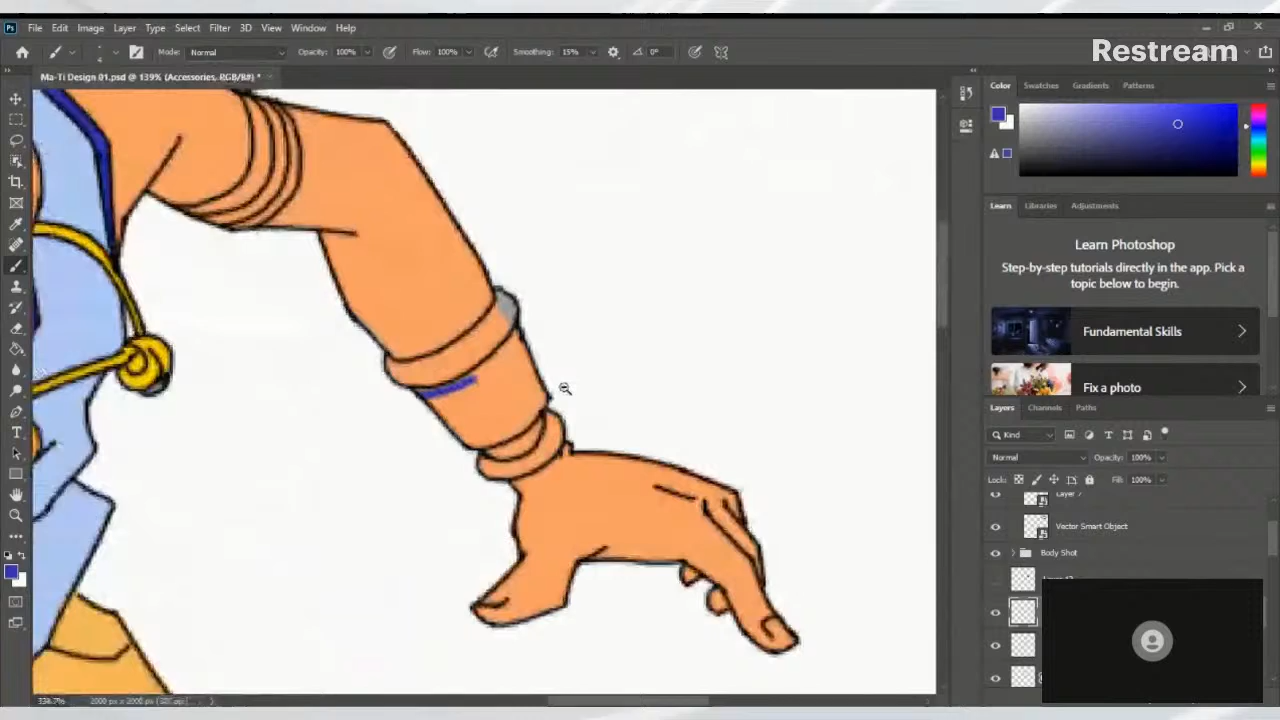 Ps File Edit Image Layer Type Select Filter 3D View Window Help
Restream
4 Mode: Normal Opacity: 100% Flow: 100% Smoothing: 15% 0°
Ma-Ti Design 01.psd @ 139% (Accessories, RGB/8#) *
Color Swatches Gradients Patterns
Learn Libraries Adjustments
Learn Photoshop
Step-by-step tutorials directly in the app. Pick a
topic below to begin.
Fundamental Skills
Fix a photo
Layers Channels Paths
Kind
Normal Opacity: 100%
Lock: Fill: 100%
Layer 7
Vector Smart Object
Body Shot
2000 px x 2000 px